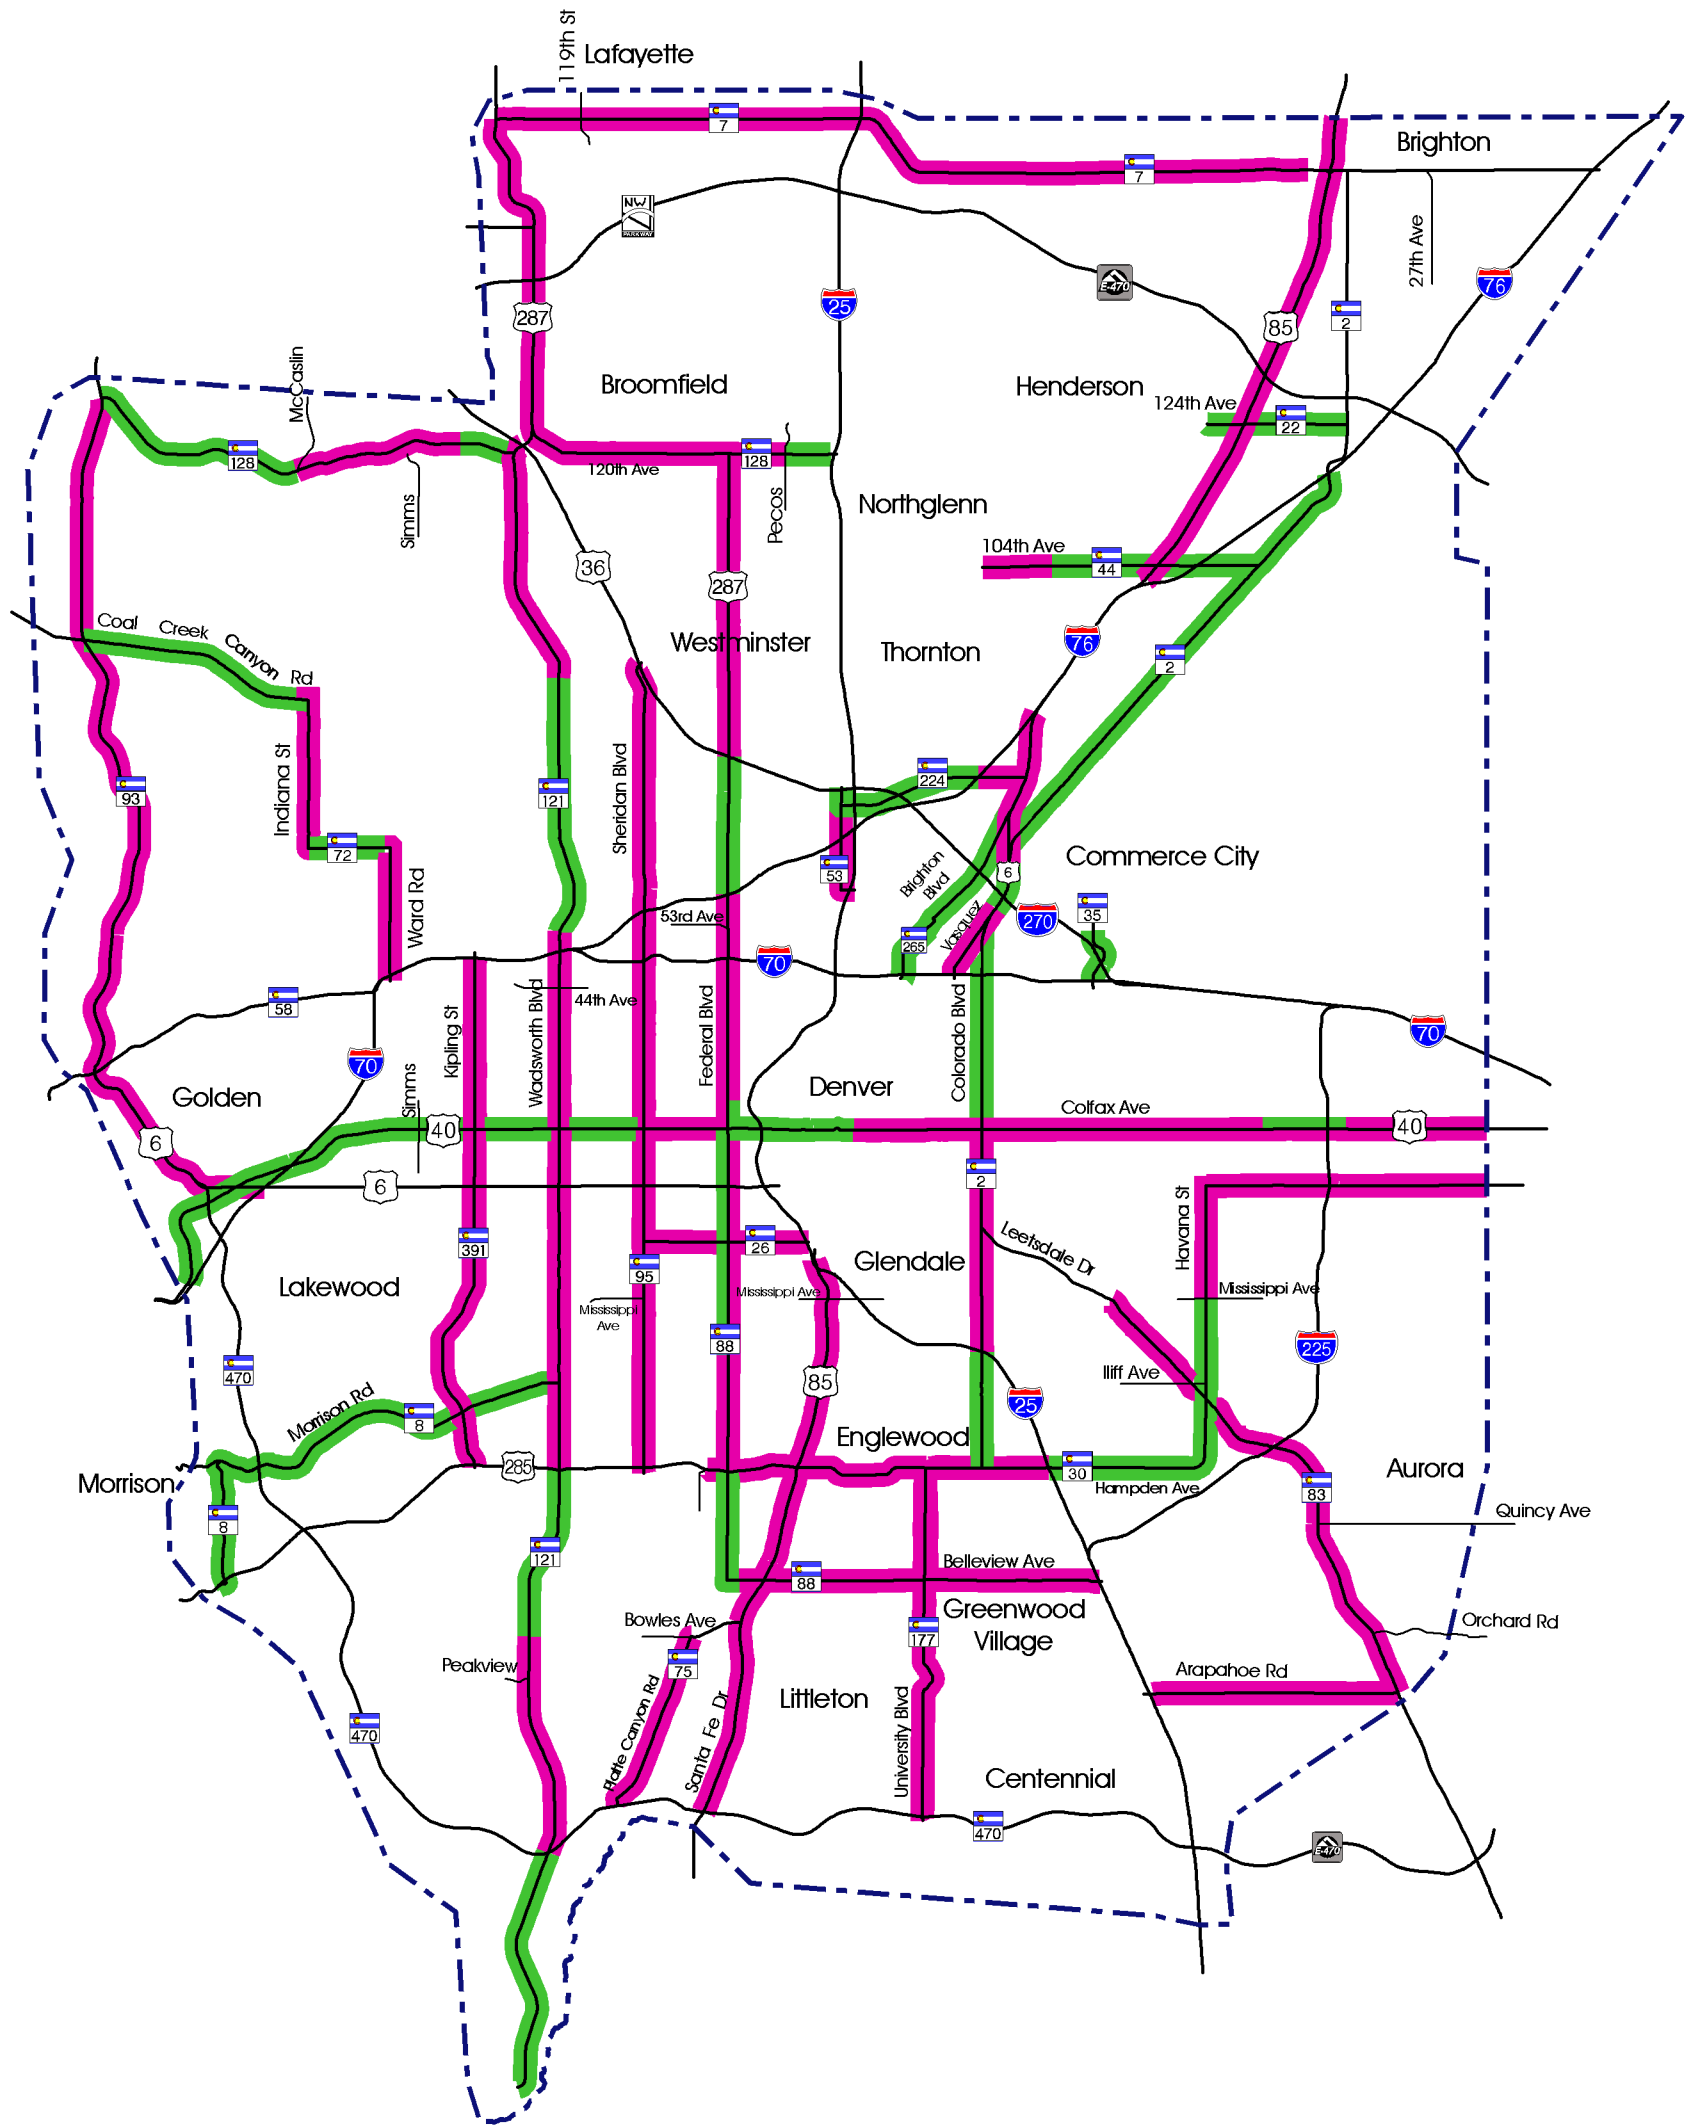 119th St
Lafayette
7
Brighton
7
NW
PARKWAY
27th Ave
E-470
76
25
287
85
2
McCaslin
Broomfield
Henderson
124th Ave
22
128
128
120th Ave
Simms
Pecos
Northglenn
104th Ave
44
36
287
Coal Creek Canyon Rd
Westminster
Thornton
76
2
Indiana St
93
121
Sheridan Blvd
224
72
53
Brighton
Blvd
Commerce City
6
Ward Rd
53rd Ave
Vasquez
265
270
35
70
58
44th Ave
Kipling St
Wadsworth Blvd
Federal Blvd
Colorado Blvd
70
70
Golden
Simms
Denver
Colfax Ave
6
40
40
6
2
Havana St
391
26
Leetsdale Dr
Glendale
Lakewood
95
Mississippi Ave
Mississippi
Ave
Mississippi Ave
88
225
470
85
Iliff Ave
25
Morrison Rd
8
Englewood
285
30
Hampden Ave
Aurora
Morrison
83
Quincy Ave
8
121
Belleview Ave
88
Greenwood
Village
Bowles Ave
177
Orchard Rd
Peakview
75
Arapahoe Rd
Platte Canyon Rd
Santa Fe Dr
Littleton
University Blvd
470
Centennial
470
E-470